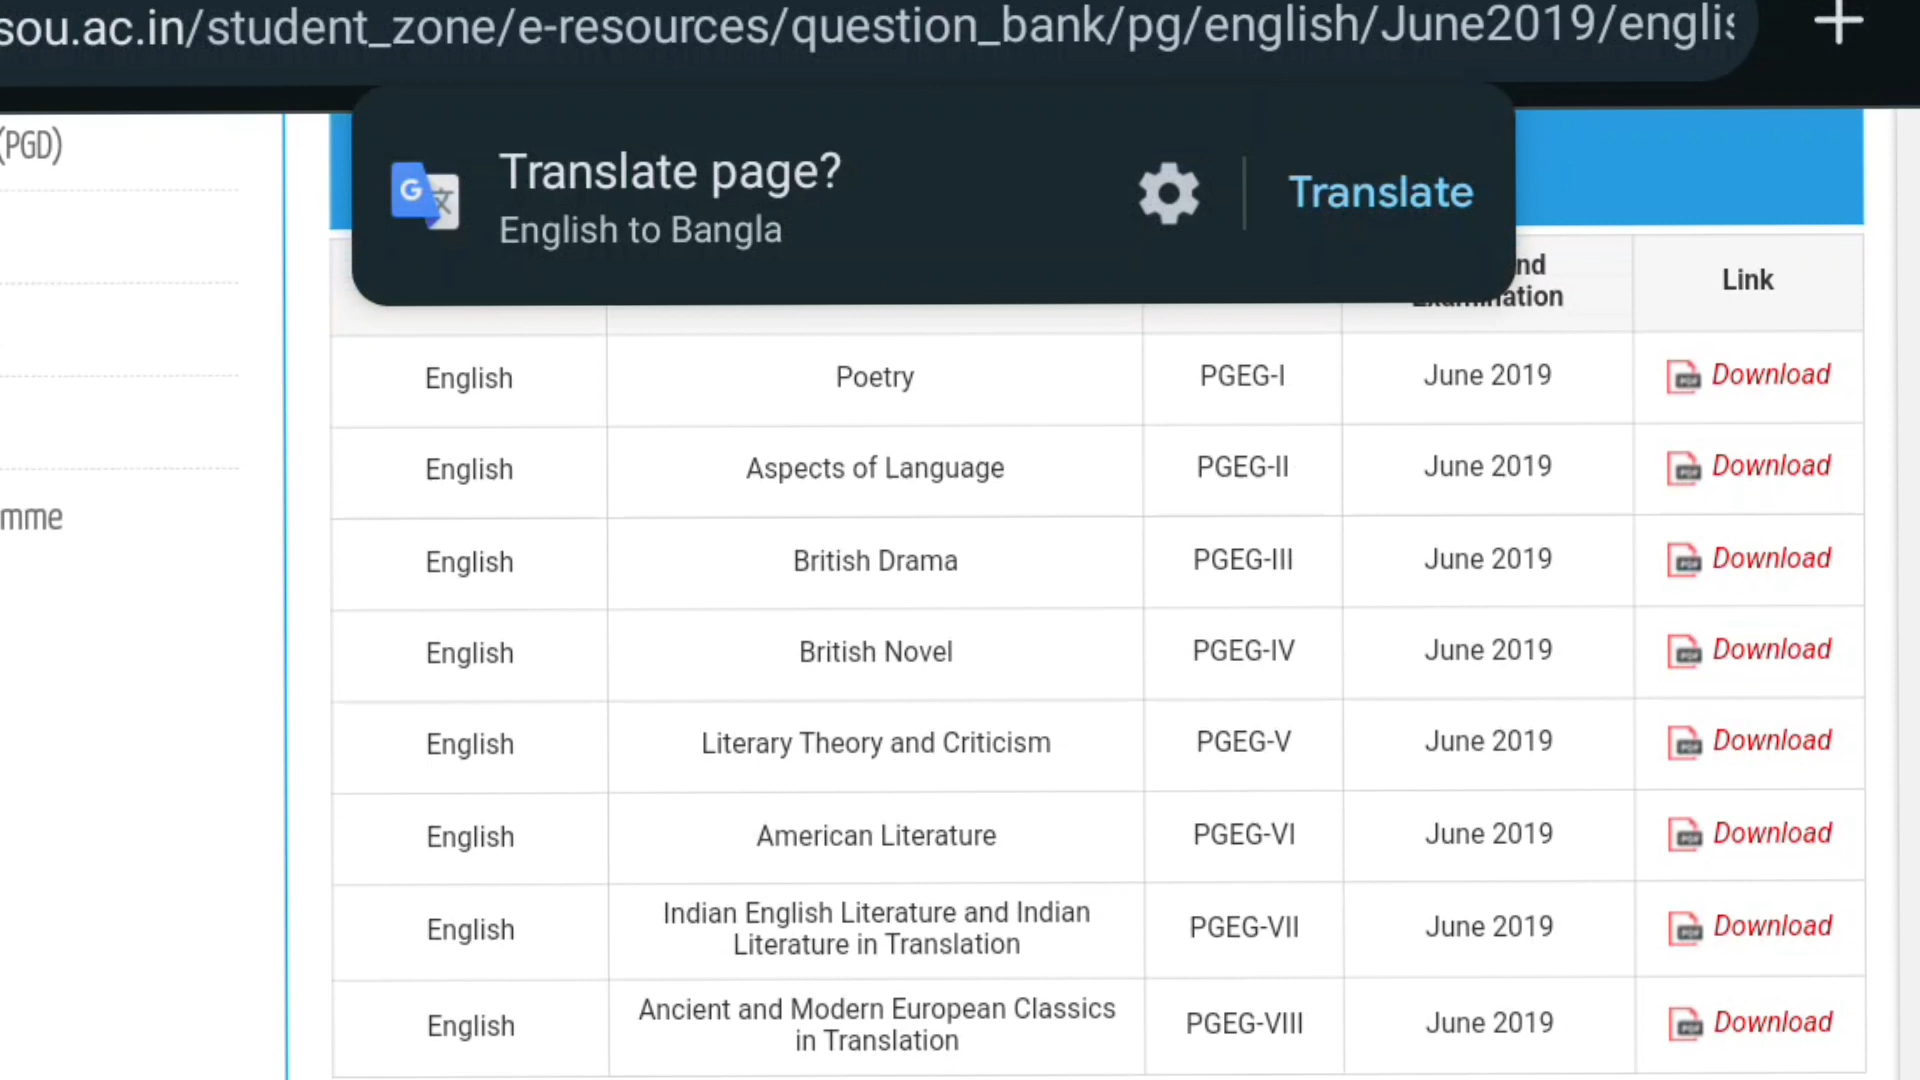 sou.ac.in/student_zone/e-resources/question_bank/pg/english/June2019/englis
(PGD)
Translate page?
English to Bangla
Translate
Link
English Poetry PGEG-I June 2019 Download
English Aspects of Language PGEG-II June 2019 Download
English British Drama PGEG-III June 2019 Download
mme
English British Novel PGEG-IV June 2019 Download
English Literary Theory and Criticism PGEG-V June 2019 Download
English American Literature PGEG-VI June 2019 Download
English Indian English Literature and Indian
Literature in Translation PGEG-VII June 2019 Download
English Ancient and Modern European Classics
in Translation PGEG-VIII June 2019 Download